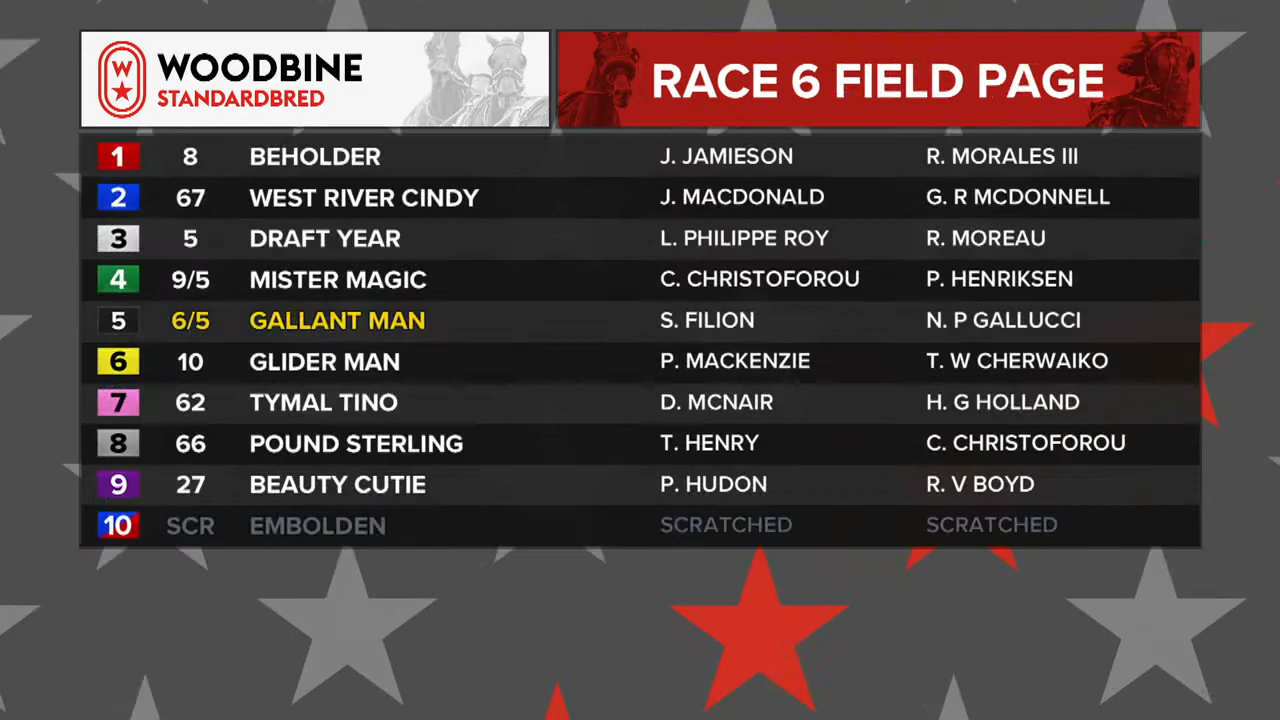 W
WOODBINE
STANDARDBRED
RACE 6 FIELD PAGE
1 8 BEHOLDER J. JAMIESON R. MORALES III
2 67 WEST RIVER CINDY J. MACDONALD G. R MCDONNELL
3 5 DRAFT YEAR L. PHILIPPE ROY R. MOREAU
4 9/5 MISTER MAGIC C. CHRISTOFOROU P. HENRIKSEN
5 6/5 GALLANT MAN S. FILION N. P GALLUCCI
6 10 GLIDER MAN P. MACKENZIE T. W CHERWAIKO
7 62 TYMAL TINO D. MCNAIR H. G HOLLAND
8 66 POUND STERLING T. HENRY C. CHRISTOFOROU
9 27 BEAUTY CUTIE P. HUDON R. V BOYD
10 SCR EMBOLDEN SCRATCHED SCRATCHED